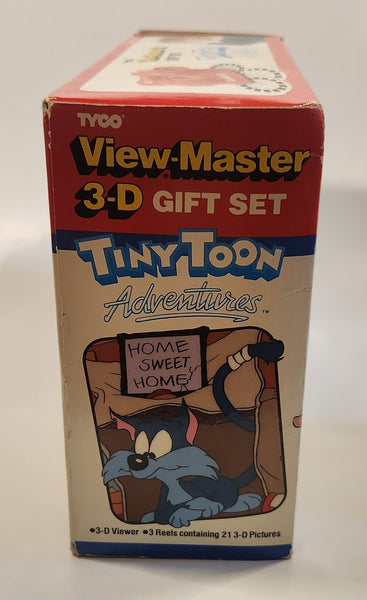 TYCO®
View-Master
3-D GIFT SET
TINY TOON
Adventures™
HOME
SWEET
HOME
•3-D Viewer •3 Reels containing 21 3-D Pictures